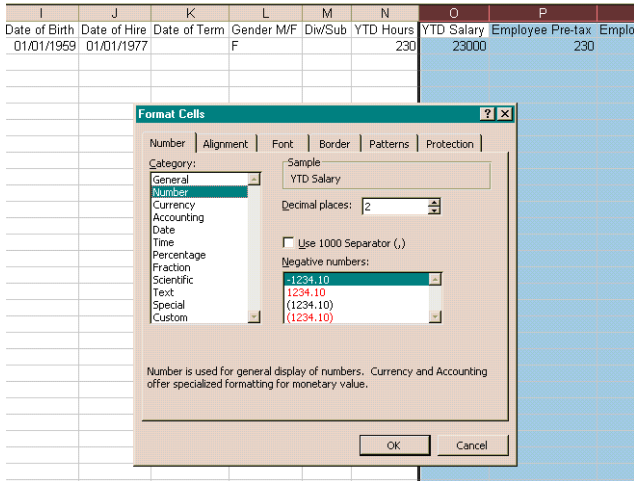 I J K L M N O P
Date of Birth Date of Hire Date of Term Gender M/F Div/Sub YTD Hours YTD Salary Employee Pre-tax Emplo
01/01/1959 01/01/1977 F 230 23000 230
Format Cells
Number Alignment Font Border Patterns Protection
Category:
General
Number
Currency
Accounting
Date
Time
Percentage
Fraction
Scientific
Text
Special
Custom
Sample
YTD Salary
Decimal places: 2
Use 1000 Separator (,)
Negative numbers:
-1234.10
1234.10
(1234.10)
(1234.10)
Number is used for general display of numbers. Currency and Accounting
offer specialized formatting for monetary value.
OK Cancel